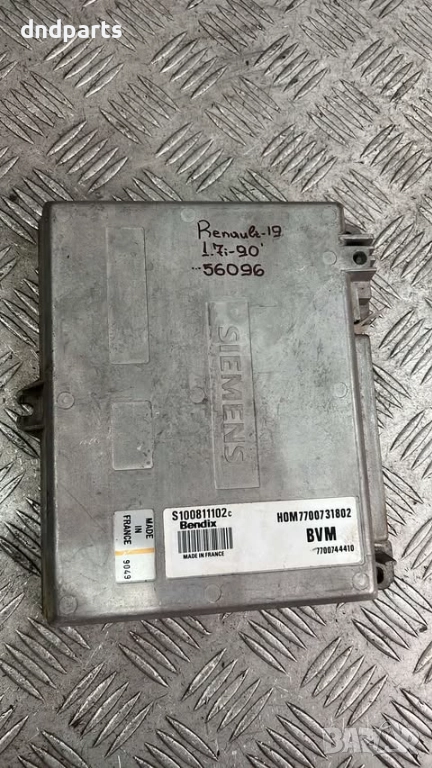 dndparts
Renault-19
1.7i-90'
56096
SIEMENS
S100811102c
Bendix
MADE IN FRANCE
HOM7700731802
BVM
7700744410
MADE
IN
FRANCE
9049
BAZAR